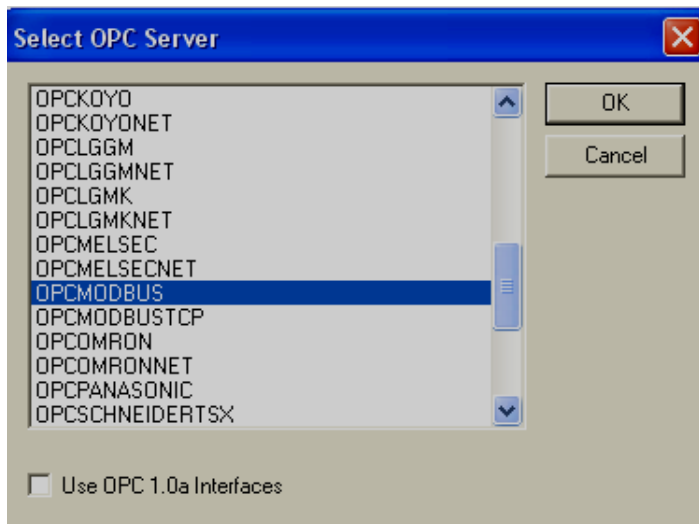 Select OPC Server
OPCKOYO
OPCKOYONET
OPCLGGM
OPCLGGMNET
OPCLGMK
OPCLGMKNET
OPCMELSEC
OPCMELSECNET
OPCMODBUS
OPCMODBUSTCP
OPCOMRON
OPCOMRONNET
OPCPANASONIC
OPCSCHNEIDERTSX
OK
Cancel
Use OPC 1.0a Interfaces